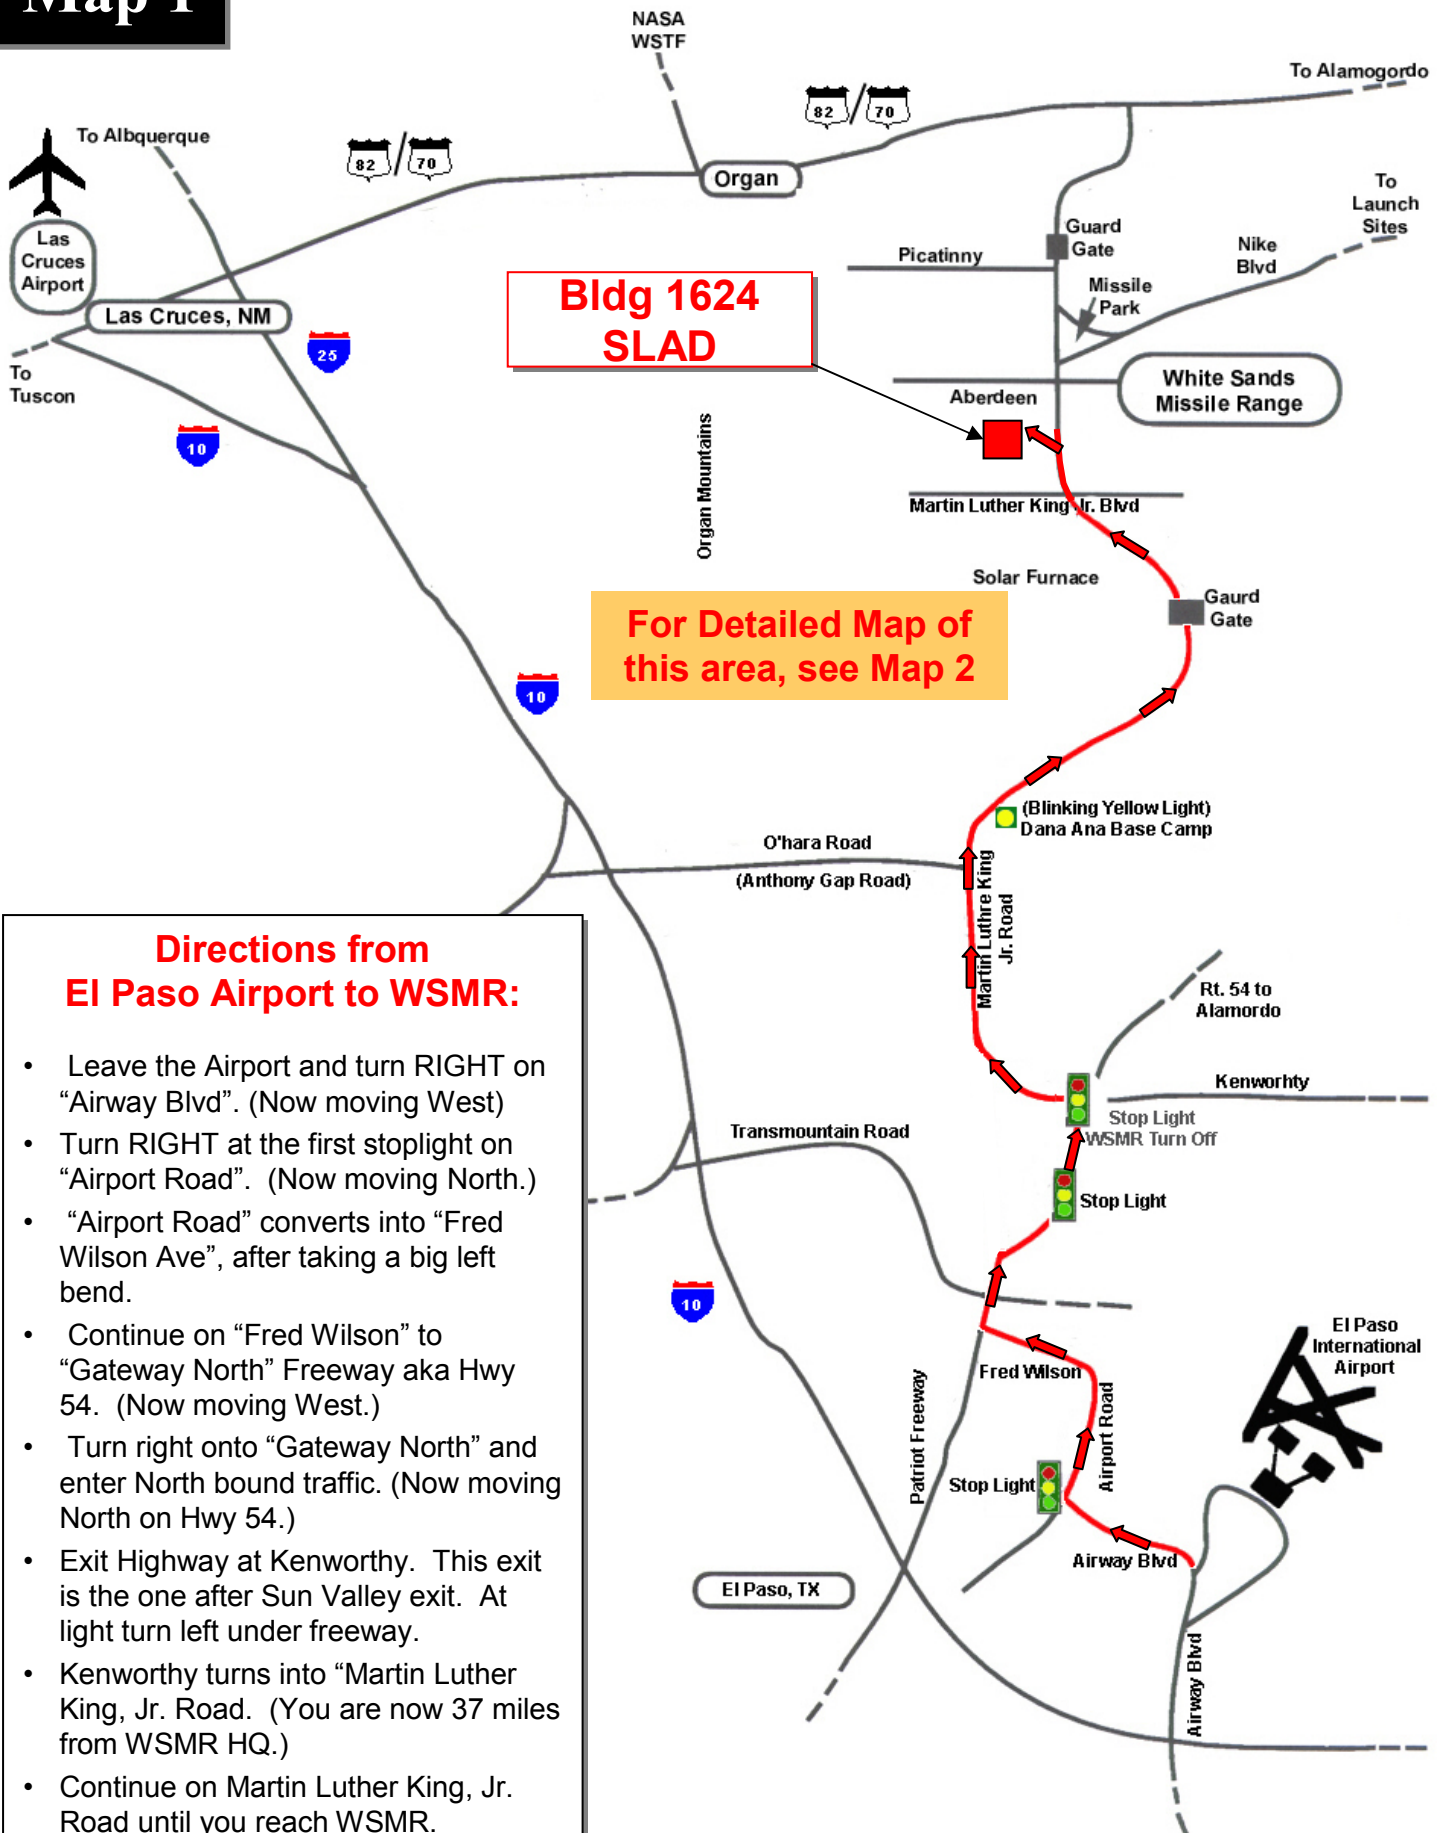 Map 1
NASA
WSTF
To Alamogordo
82 / 70
To Albquerque
82 / 70
Organ
To
Launch
Sites
Las
Cruces
Airport
Guard
Gate
Nike
Blvd
Picatinny
Missile
Park
Bldg 1624
SLAD
Las Cruces, NM
25
To
Tuscon
White Sands
Missile Range
Aberdeen
10
Organ Mountains
Martin Luther King Jr. Blvd
Solar Furnace
Gaurd
Gate
For Detailed Map of
this area, see Map 2
10
(Blinking Yellow Light)
Dana Ana Base Camp
O'hara Road
(Anthony Gap Road)
Martin Luthre King
Jr. Road
Rt. 54 to
Alamordo
Kenworhty
Stop Light
WSMR Turn Off
Transmountain Road
Stop Light
10
El Paso
International
Airport
Fred Wilson
Patriot Freeway
Airport Road
Stop Light
Airway Blvd
El Paso, TX
Airway Blvd
Directions from
El Paso Airport to WSMR:
• Leave the Airport and turn RIGHT on
“Airway Blvd”. (Now moving West)
• Turn RIGHT at the first stoplight on
“Airport Road”. (Now moving North.)
• “Airport Road” converts into “Fred
Wilson Ave”, after taking a big left
bend.
• Continue on “Fred Wilson” to
“Gateway North” Freeway aka Hwy
54. (Now moving West.)
• Turn right onto “Gateway North” and
enter North bound traffic. (Now moving
North on Hwy 54.)
• Exit Highway at Kenworthy. This exit
is the one after Sun Valley exit. At
light turn left under freeway.
• Kenworthy turns into “Martin Luther
King, Jr. Road. (You are now 37 miles
from WSMR HQ.)
• Continue on Martin Luther King, Jr.
Road until you reach WSMR.